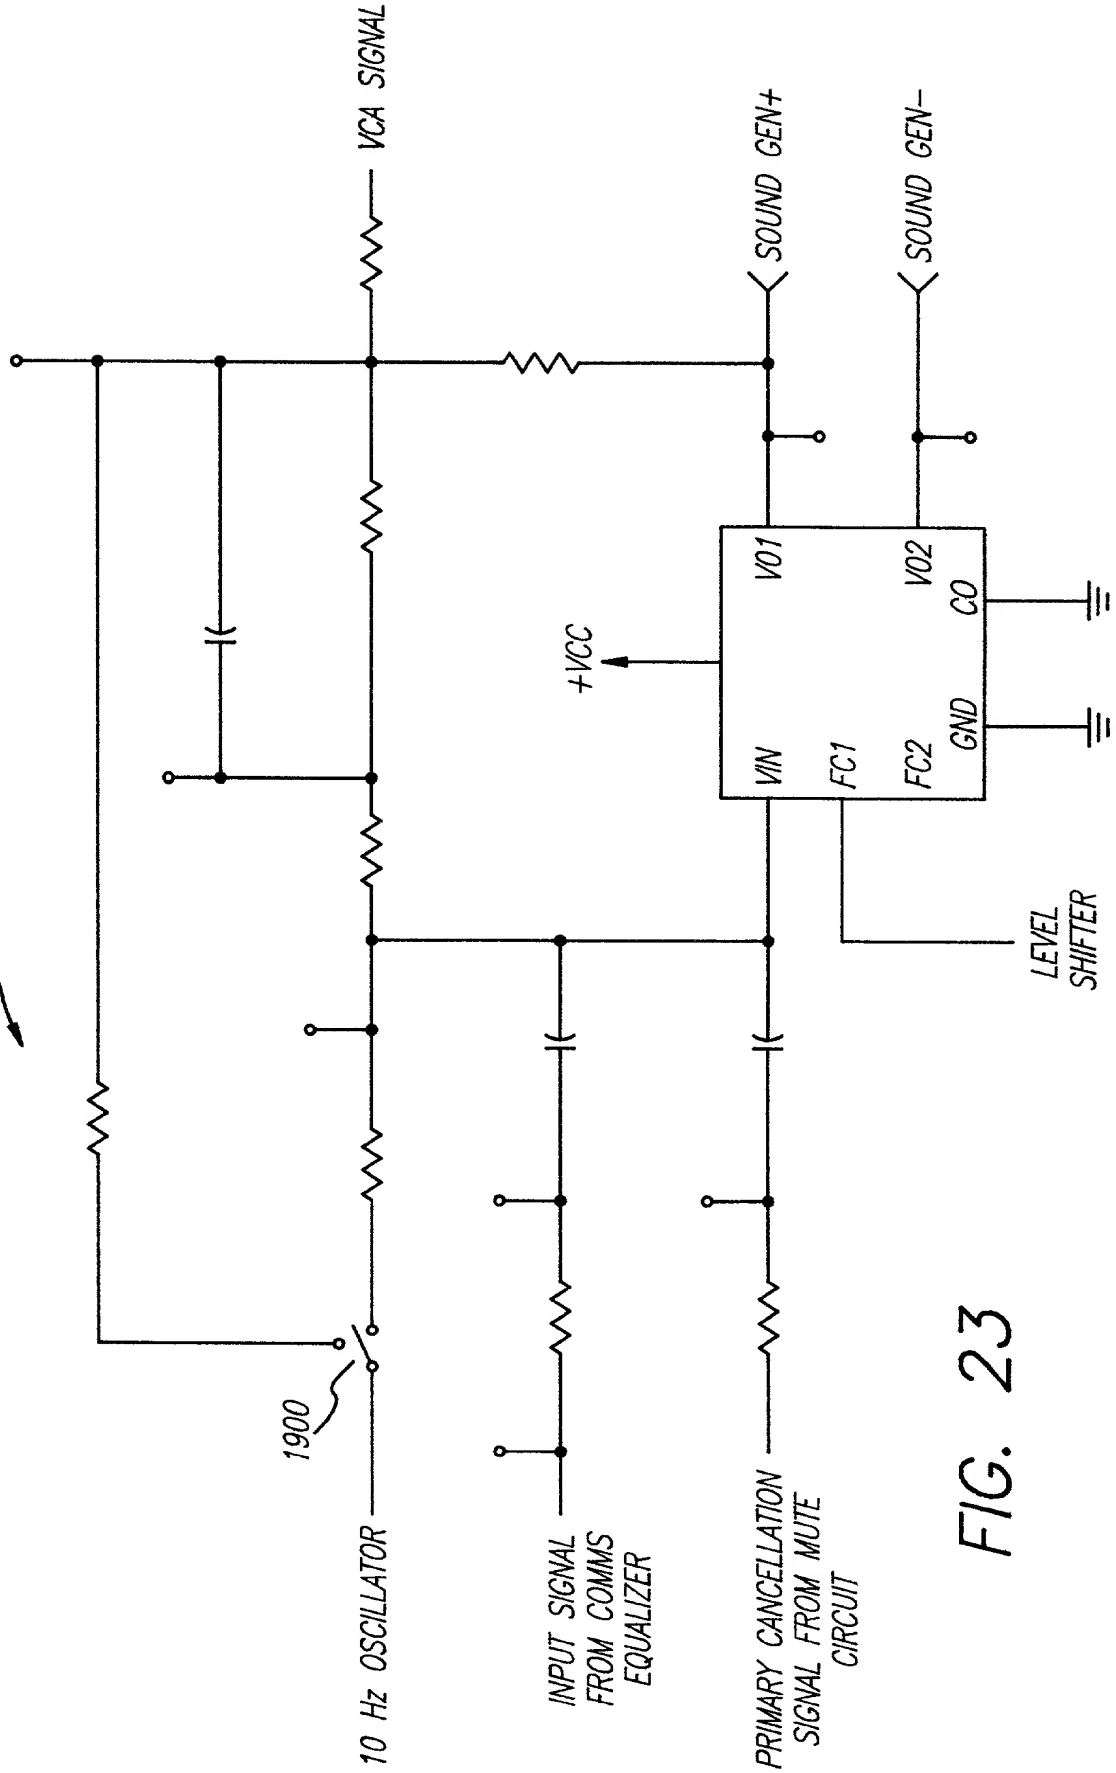 VCA SIGNAL
1900
10 Hz OSCILLATOR
INPUT SIGNAL
FROM COMMS
EQUALIZER
PRIMARY CANCELLATION
SIGNAL FROM MUTE
CIRCUIT
+VCC
VIN
FC1
FC2
GND
CO
VO1
VO2
SOUND GEN+
SOUND GEN-
LEVEL
SHIFTER
FIG. 23